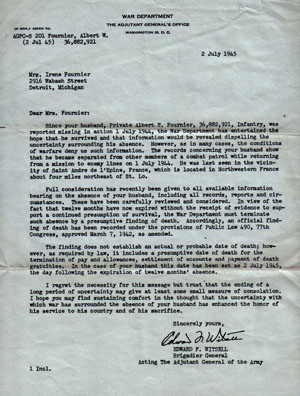 WAR DEPARTMENT
THE ADJUTANT GENERAL'S OFFICE
WASHINGTON 25, D. C.
IN REPLY REFER TO:
AGPC-S 201 Fournier, Albert W.
(2 Jul 45) 36,882,921
2 July 1945
Mrs. Irene Fournier
2916 Wabash Street
Detroit, Michigan
Dear Mrs. Fournier:
Since your husband, Private Albert W. Fournier, 36,882,921, Infantry,
was reported missing in action 1 July 1944, the War Department has entertained
the hope that he survived and that information would be revealed dispelling the
uncertainty surrounding his absence. However, as in many cases, the conditions
of warfare deny us such information. The records concerning your husband show
that he became separated from other members of a combat patrol while returning
from a mission to enemy lines on 1 July 1944. He was last seen in the vicin-
ity of Saint Andre de l'Epine, France, which is located in Northwestern France
about four miles northeast of St. Lo.
Full consideration has recently been given to all available information
bearing on the absence of your husband, including all records, reports and cir-
cumstances. These have been carefully reviewed and considered. In view of the
fact that twelve months have now expired without the receipt of evidence to sup-
port a continued presumption of survival, the War Department must terminate
such absence by a presumptive finding of death. Accordingly, an official find-
ing of death has been recorded under the provisions of Public Law 490, 77th
Congress, approved March 7, 1942, as amended.
The finding does not establish an actual or probable date of death; how-
ever, as required by law, it includes a presumptive date of death for the
termination of pay and allowances, settlement of accounts and payment of death
gratuities. In the case of your husband this date has been set as 2 July 1945,
the day following the expiration of twelve months' absence.
I regret the necessity for this message but trust that the ending of a
long period of uncertainty may give at least some small measure of consolation.
I hope you may find sustaining comfort in the thought that the uncertainty with
which war has surrounded the absence of your husband has enhanced the honor of
his service to his country and of his sacrifice.
Sincerely yours,
Edward F. Witsell
EDWARD F. WITSELL
Brigadier General
Acting The Adjutant General of the Army
1 Incl.